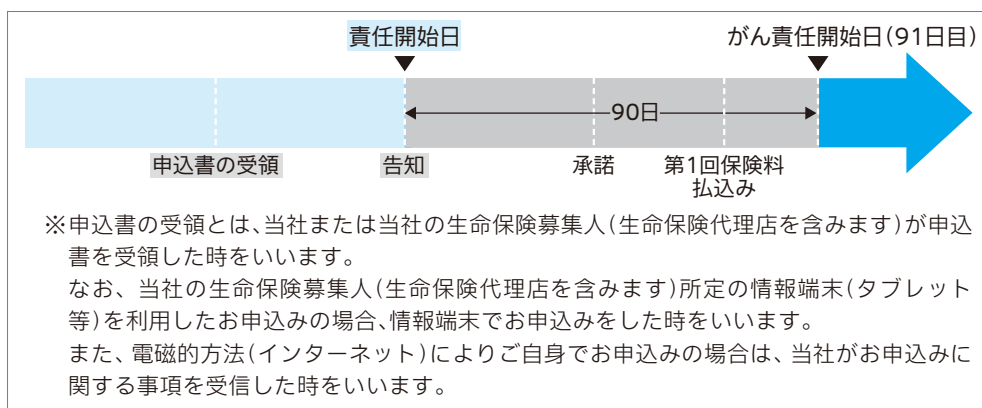 責任開始日
がん責任開始日(91日目)
90日
申込書の受領
告知
承諾
第1回保険料
払込み
※申込書の受領とは、当社または当社の生命保険募集人(生命保険代理店を含みます)が申込
書を受領した時をいいます。
なお、当社の生命保険募集人(生命保険代理店を含みます)所定の情報端末(タブレット
等)を利用したお申込みの場合、情報端末でお申込みをした時をいいます。
また、電磁的方法(インターネット)によりご自身でお申込みの場合は、当社がお申込みに
関する事項を受信した時をいいます。